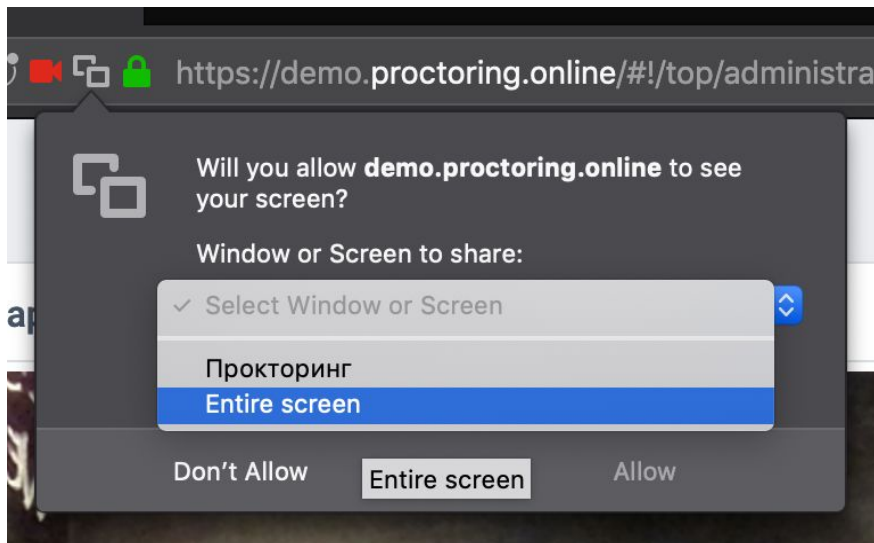 https://demo.proctoring.online/#!/top/administra
Will you allow demo.proctoring.online to see
your screen?
Window or Screen to share:
Select Window or Screen
Прокторинг
Entire screen
Don’t Allow
Entire screen
Allow